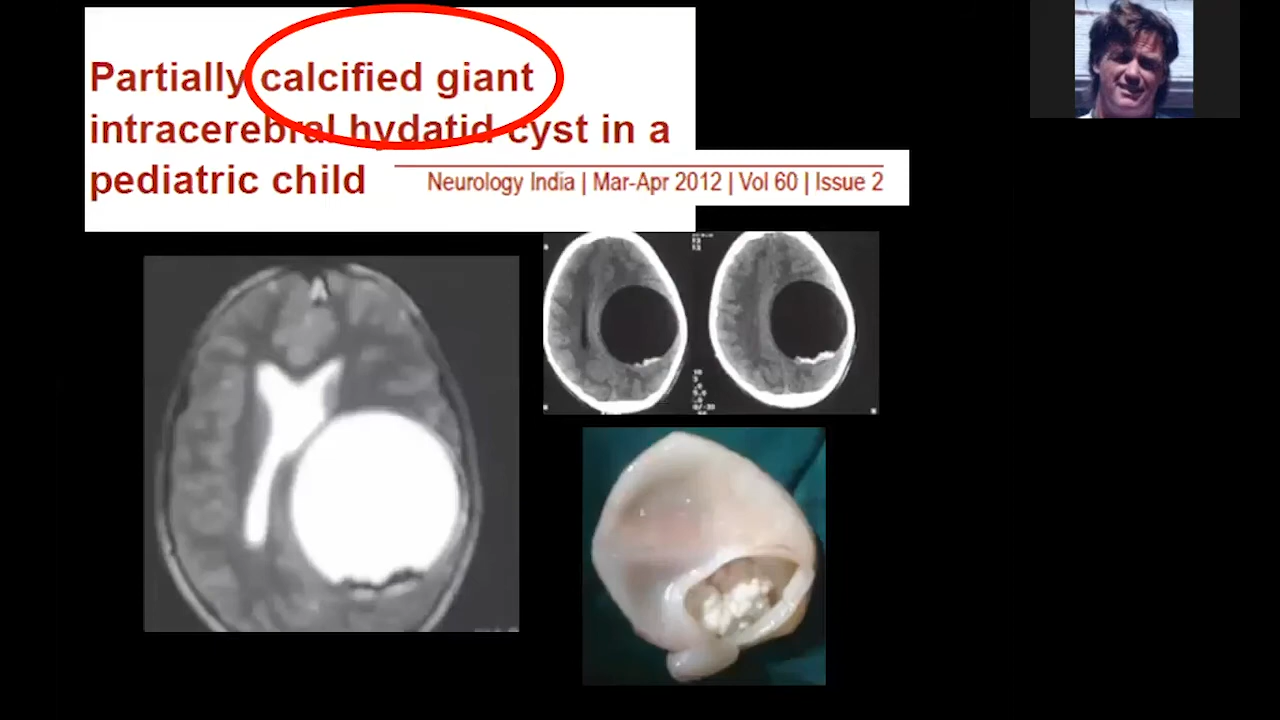 Partially calcified giant
intracerebral hydatid cyst in a
pediatric child
Neurology India | Mar-Apr 2012 | Vol 60 | Issue 2